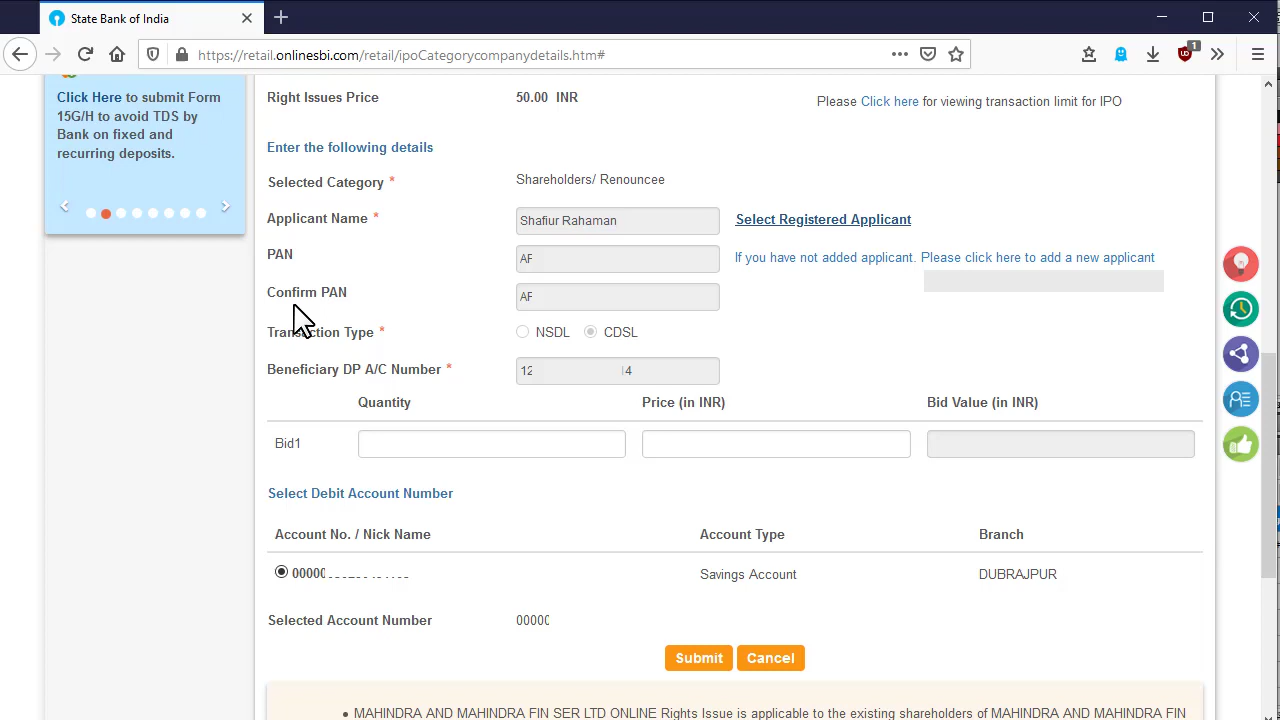 State Bank of India
https://retail.onlinesbi.com/retail/ipoCategorycompanydetails.htm#
1
Click Here to submit Form
15G/H to avoid TDS by
Bank on fixed and
recurring deposits.
Right Issues Price 50.00 INR
Please Click here for viewing transaction limit for IPO
Enter the following details
Selected Category * Shareholders/ Renouncee
Applicant Name * Shafiur Rahaman Select Registered Applicant
PAN AF If you have not added applicant. Please click here to add a new applicant
Confirm PAN AF
Transaction Type * NSDL CDSL
Beneficiary DP A/C Number * 12 4
Quantity Price (in INR) Bid Value (in INR)
Bid1
Select Debit Account Number
Account No. / Nick Name Account Type Branch
00000 Savings Account DUBRAJPUR
Selected Account Number 00000
Submit Cancel
• MAHINDRA AND MAHINDRA FIN SER LTD ONLINE Rights Issue is applicable to the existing shareholders of MAHINDRA AND MAHINDRA FIN